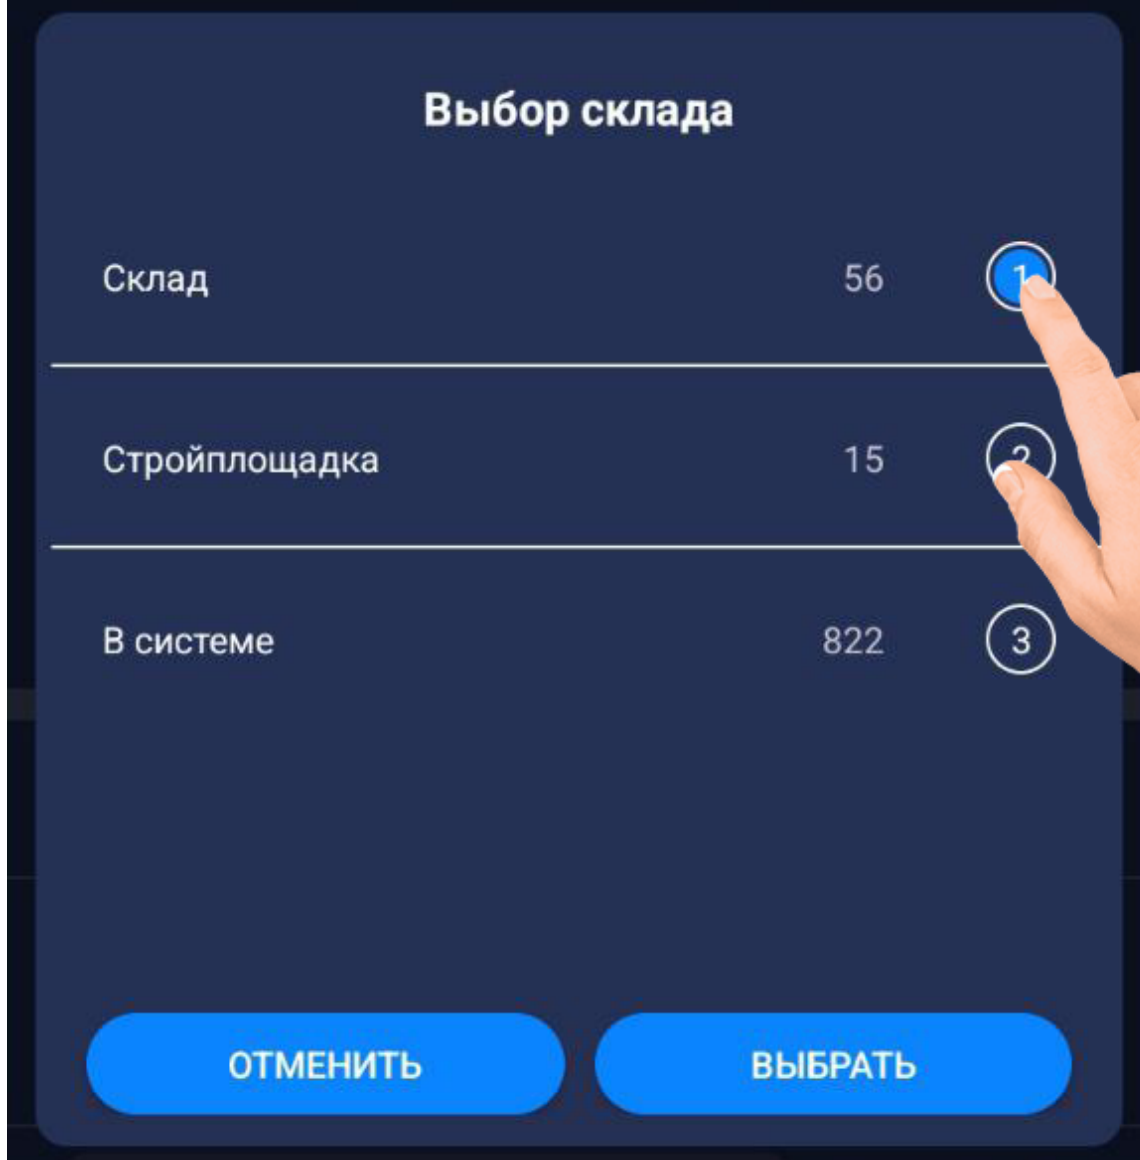 Выбор склада
Склад 56 1
Стройплощадка 15 2
В системе 822 3
ОТМЕНИТЬ ВЫБРАТЬ